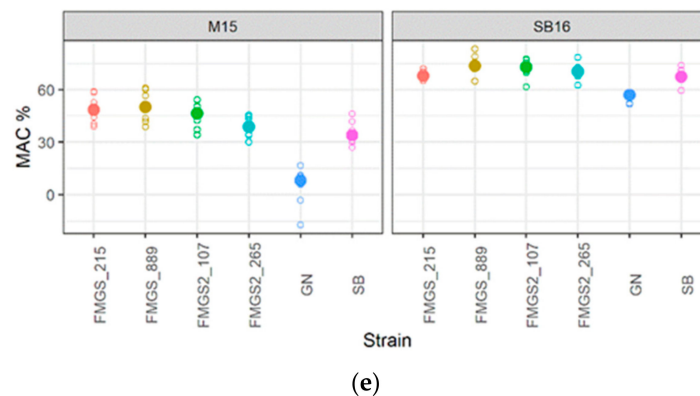 M15
SB16
MAC %
60
30
0
FMGS_215
FMGS_889
FMGS2_107
FMGS2_265
GN
SB
FMGS_215
FMGS_889
FMGS2_107
FMGS2_265
GN
SB
Strain
(e)